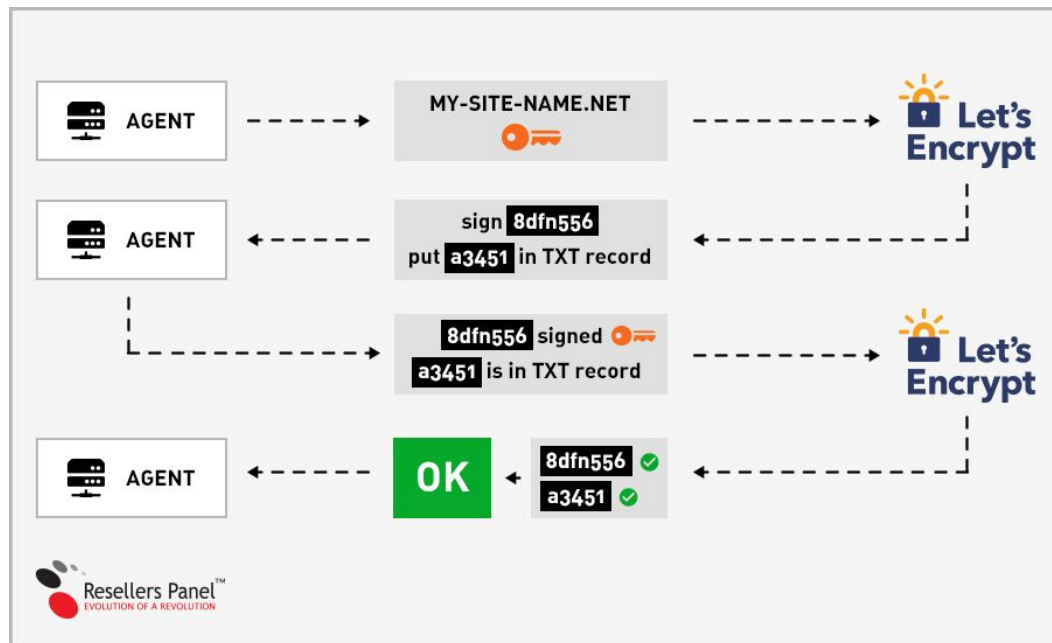 AGENT
MY-SITE-NAME.NET
Let's
Encrypt
AGENT
sign 8dfn556
put a3451 in TXT record
8dfn556 signed
a3451 is in TXT record
Let's
Encrypt
AGENT
OK
8dfn556
a3451
Resellers Panel™
EVOLUTION OF A REVOLUTION